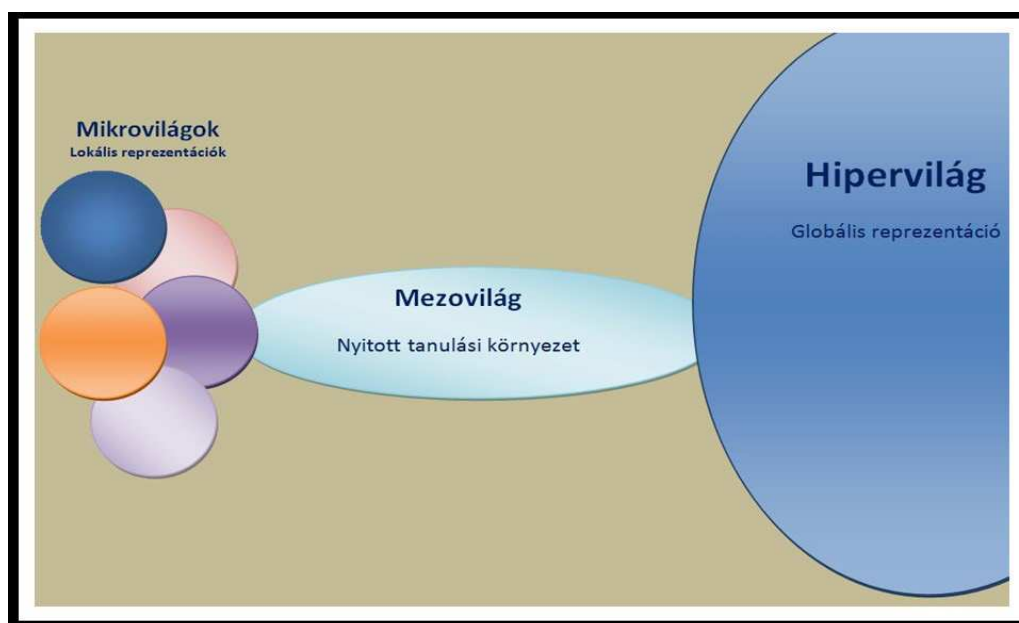 Mikrovilágok
Lokális reprezentációk
Mezovilág
Nyitott tanulási környezet
Hipervilág
Globális reprezentáció